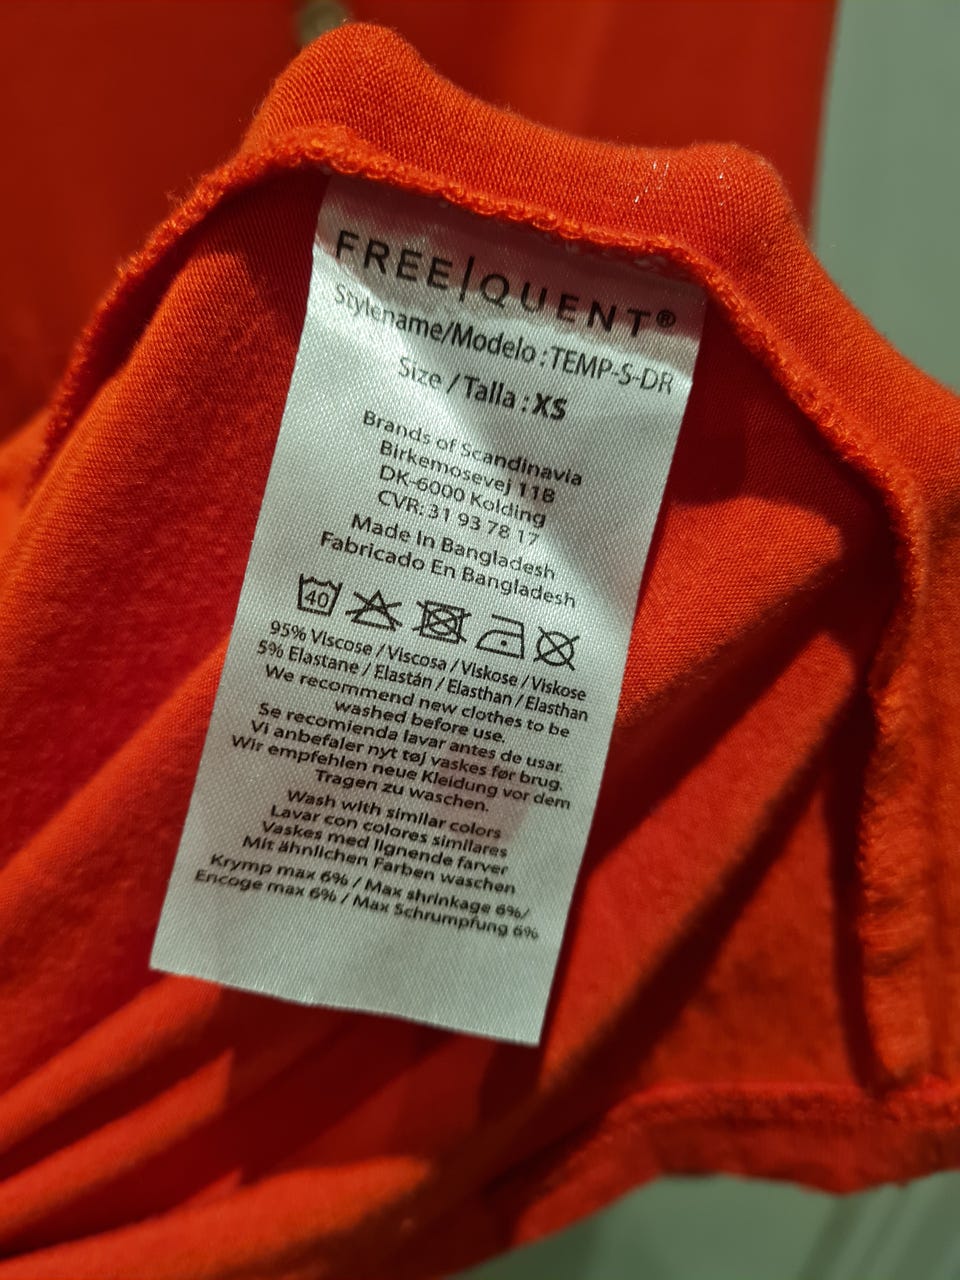 FREE|QUENT®
Stylename/Modelo : TEMP-S-DR
Size / Talla : XS
Brands of Scandinavia
Birkemosevej 11B
DK-6000 Kolding
CVR: 31 93 78 17
Made In Bangladesh
Fabricado En Bangladesh
40
95% Viscose / Viscosa / Viskose / Viskose
5% Elastane / Elastán / Elasthan / Elasthan
We recommend new clothes to be
washed before use.
Se recomienda lavar antes de usar.
Vi anbefaler nyt tøj vaskes før brug.
Wir empfehlen neue Kleidung vor dem
Tragen zu waschen.
Wash with similar colors
Lavar con colores similares
Vaskes med lignende farver
Mit ähnlichen Farben waschen
Krymp max 6% / Max shrinkage 6%/
Encoge max 6% / Max Schrumpfung 6%